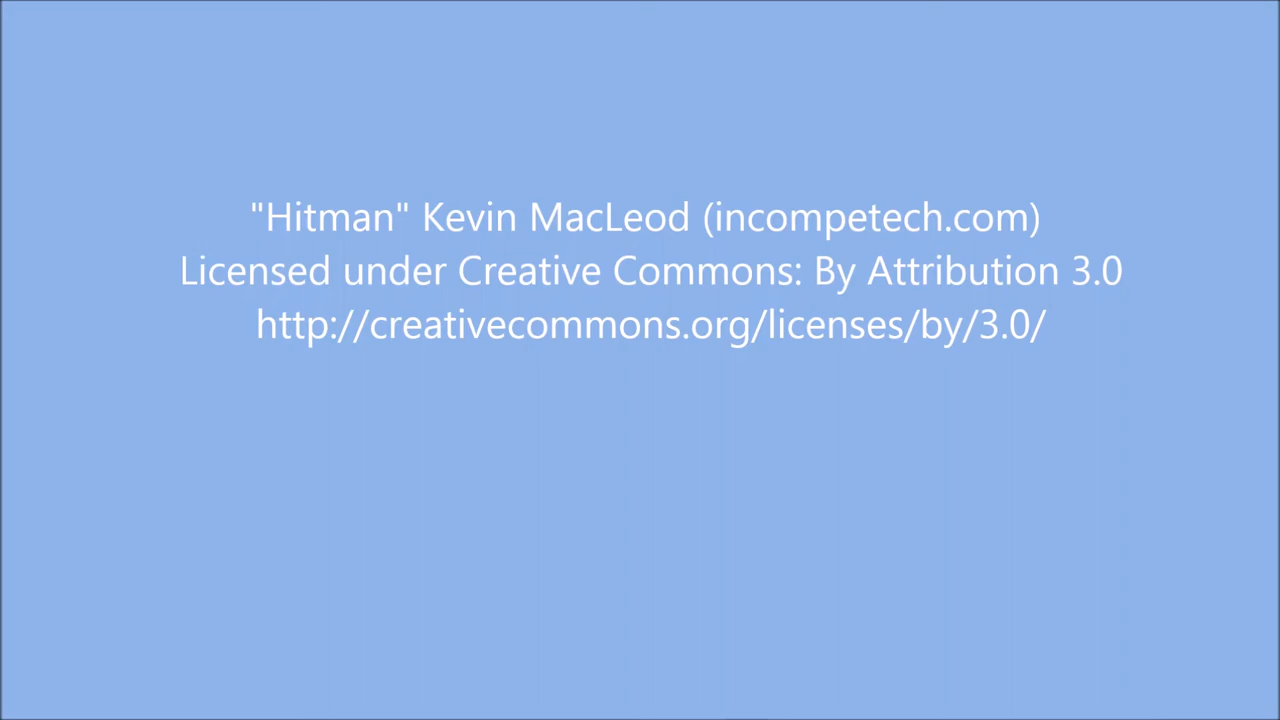 "Hitman" Kevin MacLeod (incompetech.com)
Licensed under Creative Commons: By Attribution 3.0
http://creativecommons.org/licenses/by/3.0/